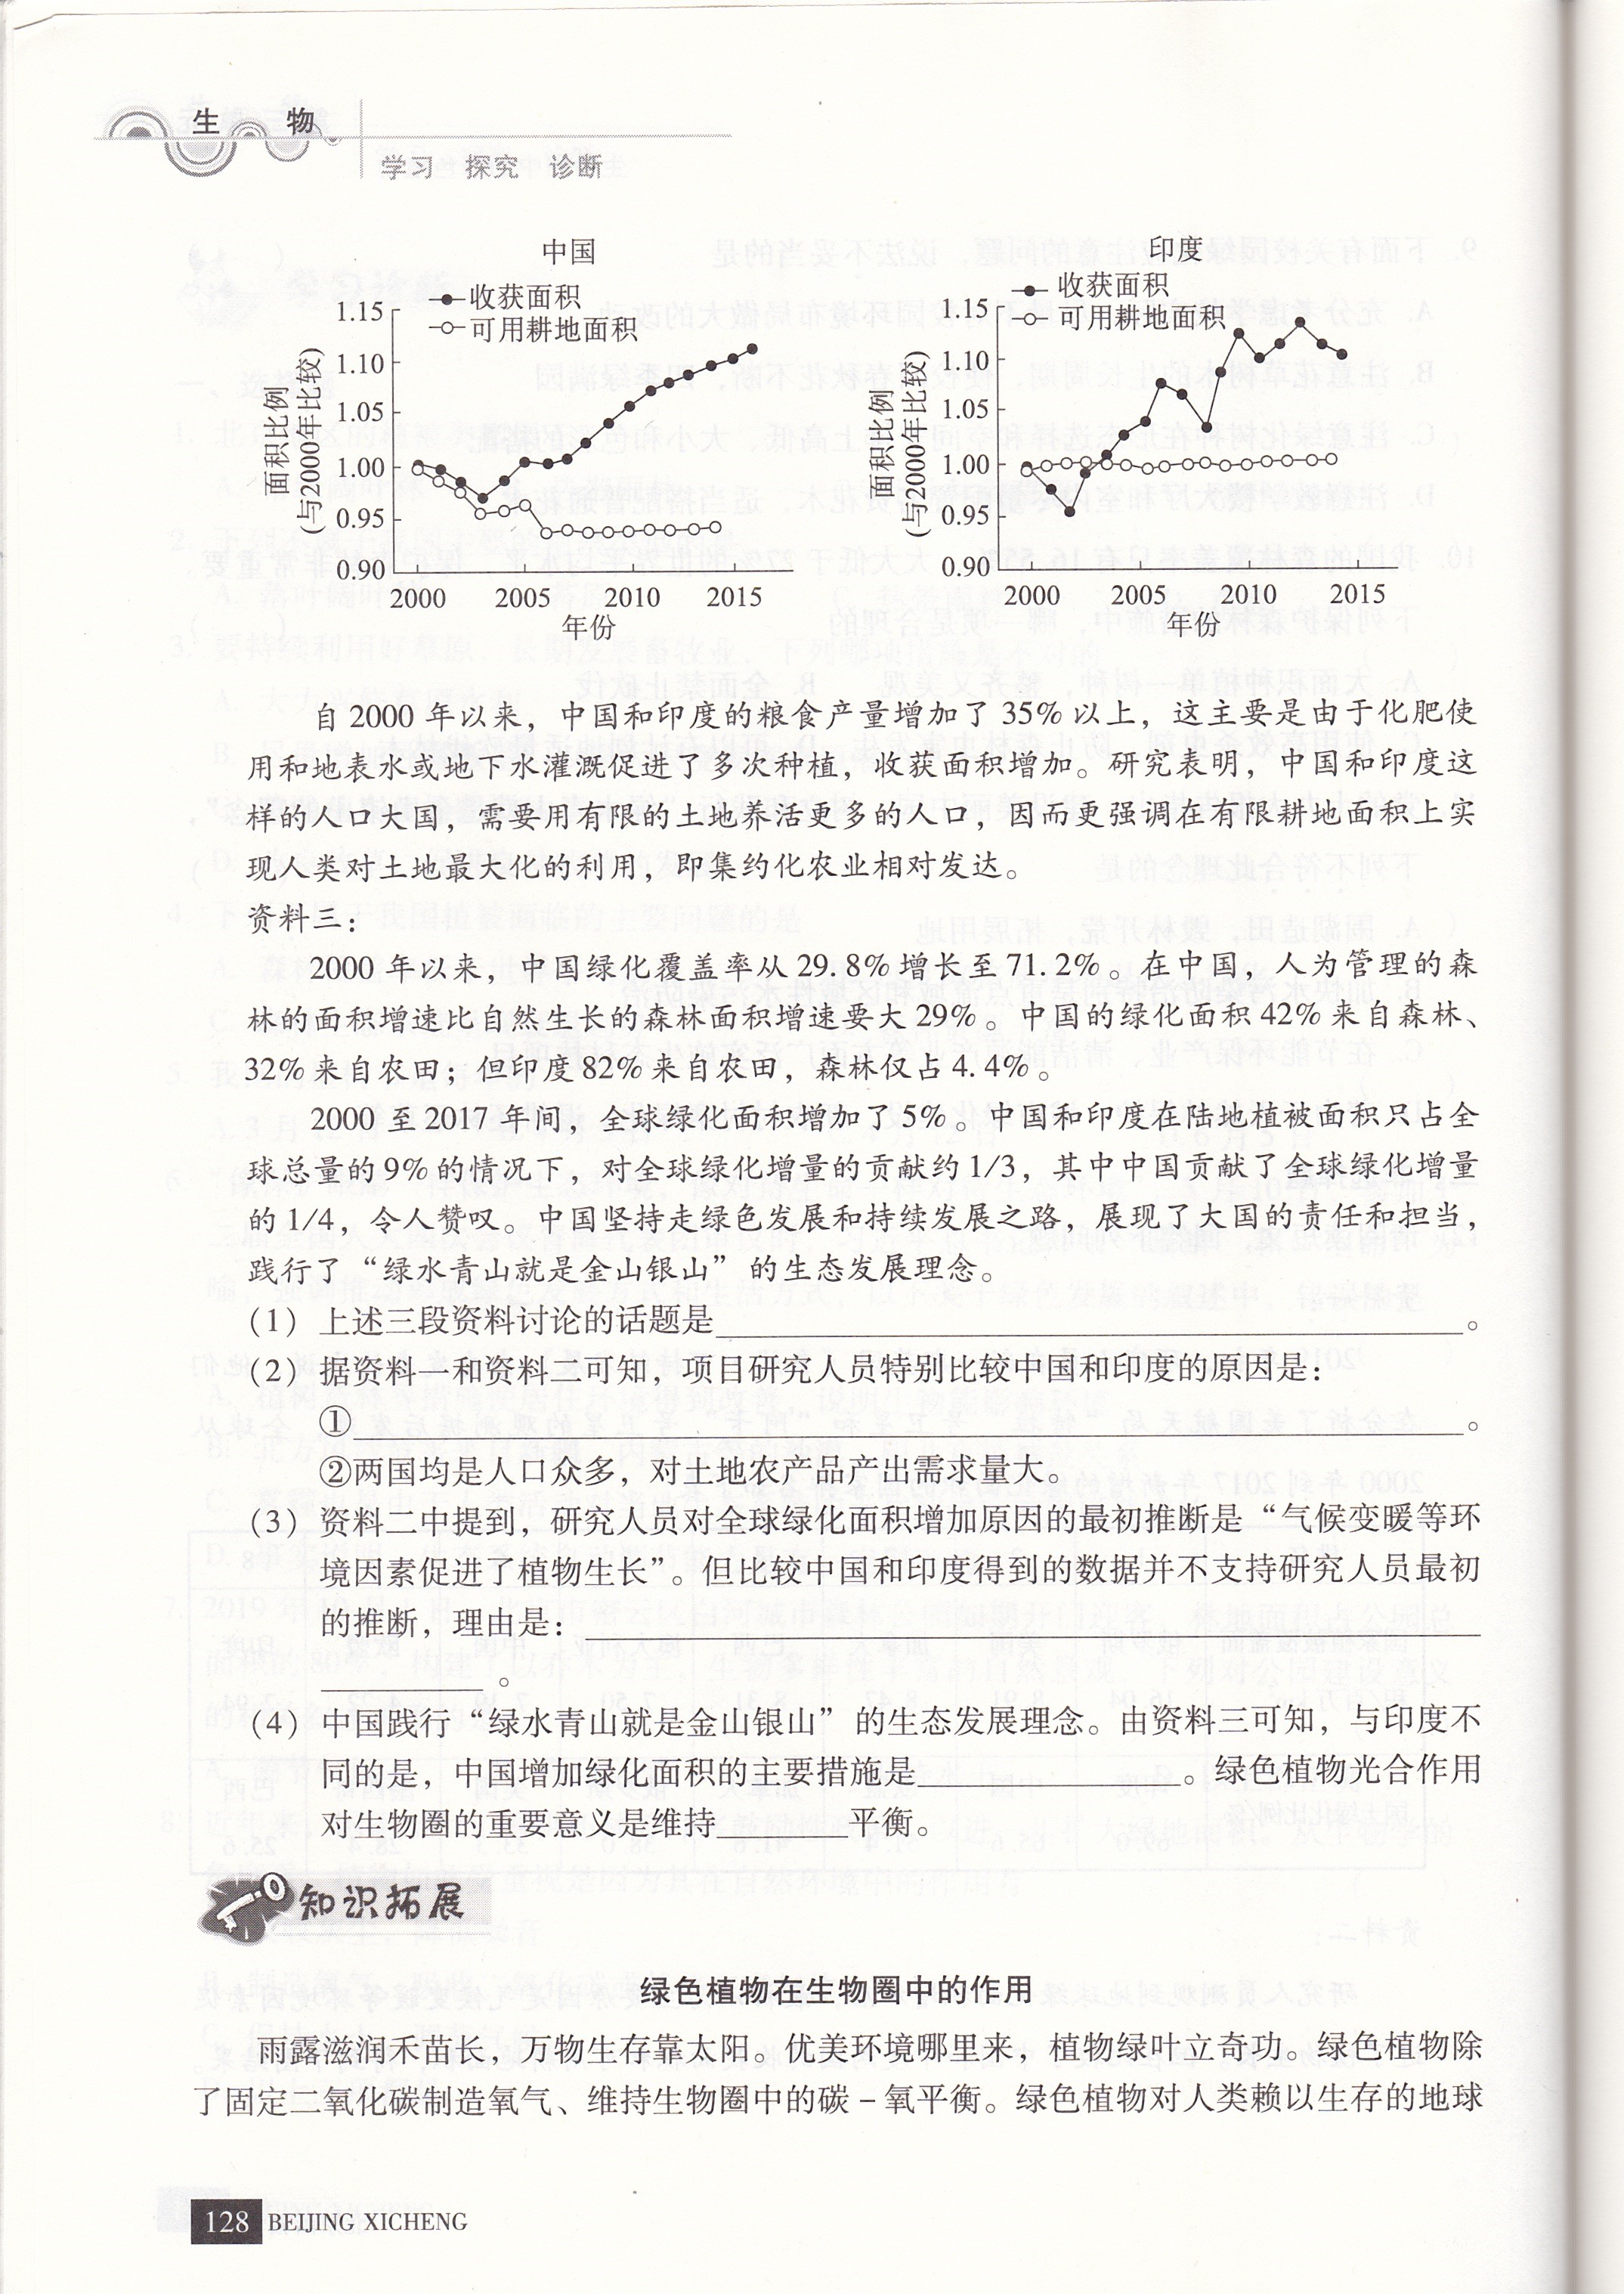 生 物
学习 探究 诊断
中国
收获面积
可用耕地面积
面积比例
(与2000年比较)
1.15
1.10
1.05
1.00
0.95
0.90
2000 2005 2010 2015
年份
印度
收获面积
可用耕地面积
面积比例
(与2000年比较)
1.15
1.10
1.05
1.00
0.95
0.90
2000 2005 2010 2015
年份
自 2000 年以来，中国和印度的粮食产量增加了 35% 以上，这主要是由于化肥使
用和地表水或地下水灌溉促进了多次种植，收获面积增加。研究表明，中国和印度这
样的人口大国，需要用有限的土地养活更多的人口，因而更强调在有限耕地面积上实
现人类对土地最大化的利用，即集约化农业相对发达。
资料三：
2000 年以来，中国绿化覆盖率从 29.8% 增长至 71.2%。在中国，人为管理的森
林的面积增速比自然生长的森林面积增速要大 29%。中国的绿化面积 42% 来自森林、
32% 来自农田；但印度 82% 来自农田，森林仅占 4.4%。
2000 至 2017 年间，全球绿化面积增加了 5%。中国和印度在陆地植被面积只占全
球总量的 9% 的情况下，对全球绿化增量的贡献约 1/3，其中中国贡献了全球绿化增量
的 1/4，令人赞叹。中国坚持走绿色发展和持续发展之路，展现了大国的责任和担当，
践行了“绿水青山就是金山银山”的生态发展理念。
(1) 上述三段资料讨论的话题是____________。
(2) 据资料一和资料二可知，项目研究人员特别比较中国和印度的原因是：
①____________。
②两国均是人口众多，对土地农产品产出需求量大。
(3) 资料二中提到，研究人员对全球绿化面积增加原因的最初推断是“气候变暖等环
境因素促进了植物生长”。但比较中国和印度得到的数据并不支持研究人员最初
的推断，理由是：____________
________。
(4) 中国践行“绿水青山就是金山银山”的生态发展理念。由资料三可知，与印度不
同的是，中国增加绿化面积的主要措施是____________。绿色植物光合作用
对生物圈的重要意义是维持______平衡。
知识拓展
绿色植物在生物圈中的作用
雨露滋润禾苗长，万物生存靠太阳。优美环境哪里来，植物绿叶立奇功。绿色植物除
了固定二氧化碳制造氧气、维持生物圈中的碳－氧平衡。绿色植物对人类赖以生存的地球
128 BEIJING XICHENG